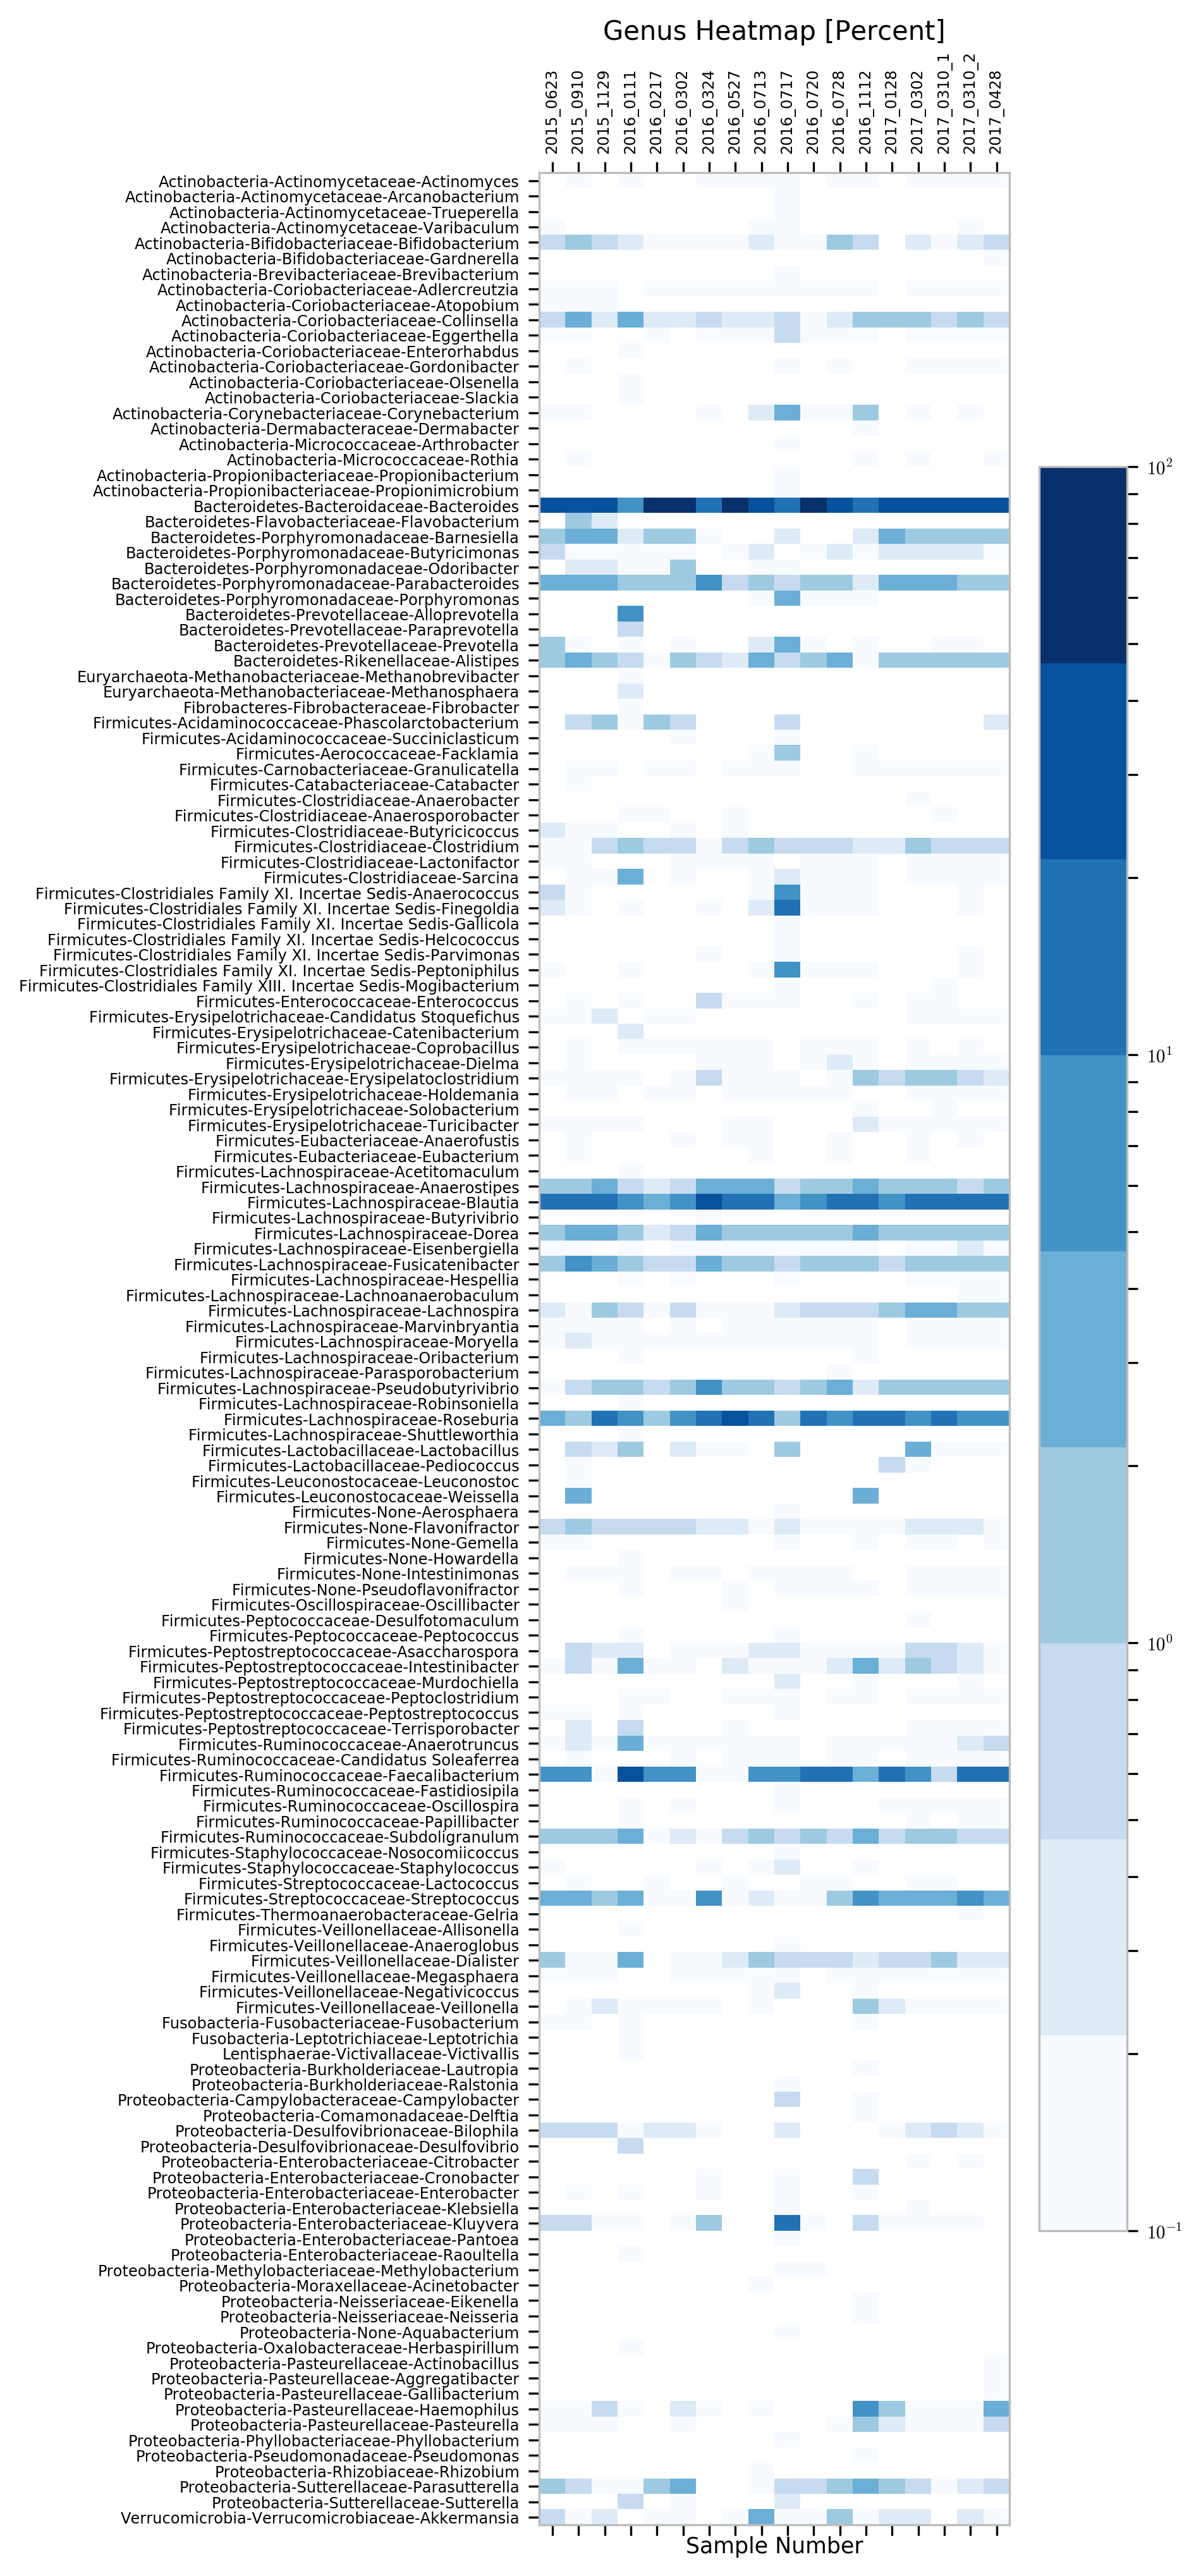 Genus Heatmap [Percent]
2015_0623
2015_0910
2015_1129
2016_0111
2016_0217
2016_0302
2016_0324
2016_0527
2016_0713
2016_0717
2016_0720
2016_0728
2016_1112
2017_0128
2017_0302
2017_0310_1
2017_0310_2
2017_0428
Actinobacteria-Actinomycetaceae-Actinomyces
Actinobacteria-Actinomycetaceae-Arcanobacterium
Actinobacteria-Actinomycetaceae-Trueperella
Actinobacteria-Actinomycetaceae-Varibaculum
Actinobacteria-Bifidobacteriaceae-Bifidobacterium
Actinobacteria-Bifidobacteriaceae-Gardnerella
Actinobacteria-Brevibacteriaceae-Brevibacterium
Actinobacteria-Coriobacteriaceae-Adlercreutzia
Actinobacteria-Coriobacteriaceae-Atopobium
Actinobacteria-Coriobacteriaceae-Collinsella
Actinobacteria-Coriobacteriaceae-Eggerthella
Actinobacteria-Coriobacteriaceae-Enterorhabdus
Actinobacteria-Coriobacteriaceae-Gordonibacter
Actinobacteria-Coriobacteriaceae-Olsenella
Actinobacteria-Coriobacteriaceae-Slackia
Actinobacteria-Corynebacteriaceae-Corynebacterium
Actinobacteria-Dermabacteraceae-Dermabacter
Actinobacteria-Micrococcaceae-Arthrobacter
Actinobacteria-Micrococcaceae-Rothia
Actinobacteria-Propionibacteriaceae-Propionibacterium
Actinobacteria-Propionibacteriaceae-Propionimicrobium
Bacteroidetes-Bacteroidaceae-Bacteroides
Bacteroidetes-Flavobacteriaceae-Flavobacterium
Bacteroidetes-Porphyromonadaceae-Barnesiella
Bacteroidetes-Porphyromonadaceae-Butyricimonas
Bacteroidetes-Porphyromonadaceae-Odoribacter
Bacteroidetes-Porphyromonadaceae-Parabacteroides
Bacteroidetes-Porphyromonadaceae-Porphyromonas
Bacteroidetes-Prevotellaceae-Alloprevotella
Bacteroidetes-Prevotellaceae-Paraprevotella
Bacteroidetes-Prevotellaceae-Prevotella
Bacteroidetes-Rikenellaceae-Alistipes
Euryarchaeota-Methanobacteriaceae-Methanobrevibacter
Euryarchaeota-Methanobacteriaceae-Methanosphaera
Fibrobacteres-Fibrobacteraceae-Fibrobacter
Firmicutes-Acidaminococcaceae-Phascolarctobacterium
Firmicutes-Acidaminococcaceae-Succiniclasticum
Firmicutes-Aerococcaceae-Facklamia
Firmicutes-Carnobacteriaceae-Granulicatella
Firmicutes-Catabacteriaceae-Catabacter
Firmicutes-Clostridiaceae-Anaerobacter
Firmicutes-Clostridiaceae-Anaerosporobacter
Firmicutes-Clostridiaceae-Butyricicoccus
Firmicutes-Clostridiaceae-Clostridium
Firmicutes-Clostridiaceae-Lactonifactor
Firmicutes-Clostridiaceae-Sarcina
Firmicutes-Clostridiales Family XI. Incertae Sedis-Anaerococcus
Firmicutes-Clostridiales Family XI. Incertae Sedis-Finegoldia
Firmicutes-Clostridiales Family XI. Incertae Sedis-Gallicola
Firmicutes-Clostridiales Family XI. Incertae Sedis-Helcococcus
Firmicutes-Clostridiales Family XI. Incertae Sedis-Parvimonas
Firmicutes-Clostridiales Family XI. Incertae Sedis-Peptoniphilus
Firmicutes-Clostridiales Family XIII. Incertae Sedis-Mogibacterium
Firmicutes-Enterococcaceae-Enterococcus
Firmicutes-Erysipelotrichaceae-Candidatus Stoquefichus
Firmicutes-Erysipelotrichaceae-Catenibacterium
Firmicutes-Erysipelotrichaceae-Coprobacillus
Firmicutes-Erysipelotrichaceae-Dielma
Firmicutes-Erysipelotrichaceae-Erysipelatoclostridium
Firmicutes-Erysipelotrichaceae-Holdemania
Firmicutes-Erysipelotrichaceae-Solobacterium
Firmicutes-Erysipelotrichaceae-Turicibacter
Firmicutes-Eubacteriaceae-Anaerofustis
Firmicutes-Eubacteriaceae-Eubacterium
Firmicutes-Lachnospiraceae-Acetitomaculum
Firmicutes-Lachnospiraceae-Anaerostipes
Firmicutes-Lachnospiraceae-Blautia
Firmicutes-Lachnospiraceae-Butyrivibrio
Firmicutes-Lachnospiraceae-Dorea
Firmicutes-Lachnospiraceae-Eisenbergiella
Firmicutes-Lachnospiraceae-Fusicatenibacter
Firmicutes-Lachnospiraceae-Hespellia
Firmicutes-Lachnospiraceae-Lachnoanaerobaculum
Firmicutes-Lachnospiraceae-Lachnospira
Firmicutes-Lachnospiraceae-Marvinbryantia
Firmicutes-Lachnospiraceae-Moryella
Firmicutes-Lachnospiraceae-Oribacterium
Firmicutes-Lachnospiraceae-Parasporobacterium
Firmicutes-Lachnospiraceae-Pseudobutyrivibrio
Firmicutes-Lachnospiraceae-Robinsoniella
Firmicutes-Lachnospiraceae-Roseburia
Firmicutes-Lachnospiraceae-Shuttleworthia
Firmicutes-Lactobacillaceae-Lactobacillus
Firmicutes-Lactobacillaceae-Pediococcus
Firmicutes-Leuconostocaceae-Leuconostoc
Firmicutes-Leuconostocaceae-Weissella
Firmicutes-None-Aerosphaera
Firmicutes-None-Flavonifractor
Firmicutes-None-Gemella
Firmicutes-None-Howardella
Firmicutes-None-Intestinimonas
Firmicutes-None-Pseudoflavonifractor
Firmicutes-Oscillospiraceae-Oscillibacter
Firmicutes-Peptococcaceae-Desulfotomaculum
Firmicutes-Peptococcaceae-Peptococcus
Firmicutes-Peptostreptococcaceae-Asaccharospora
Firmicutes-Peptostreptococcaceae-Intestinibacter
Firmicutes-Peptostreptococcaceae-Murdochiella
Firmicutes-Peptostreptococcaceae-Peptoclostridium
Firmicutes-Peptostreptococcaceae-Peptostreptococcus
Firmicutes-Peptostreptococcaceae-Terrisporobacter
Firmicutes-Ruminococcaceae-Anaerotruncus
Firmicutes-Ruminococcaceae-Candidatus Soleaferrea
Firmicutes-Ruminococcaceae-Faecalibacterium
Firmicutes-Ruminococcaceae-Fastidiosipila
Firmicutes-Ruminococcaceae-Oscillospira
Firmicutes-Ruminococcaceae-Papillibacter
Firmicutes-Ruminococcaceae-Subdoligranulum
Firmicutes-Staphylococcaceae-Nosocomiicoccus
Firmicutes-Staphylococcaceae-Staphylococcus
Firmicutes-Streptococcaceae-Lactococcus
Firmicutes-Streptococcaceae-Streptococcus
Firmicutes-Thermoanaerobacteraceae-Gelria
Firmicutes-Veillonellaceae-Allisonella
Firmicutes-Veillonellaceae-Anaeroglobus
Firmicutes-Veillonellaceae-Dialister
Firmicutes-Veillonellaceae-Megasphaera
Firmicutes-Veillonellaceae-Negativicoccus
Firmicutes-Veillonellaceae-Veillonella
Fusobacteria-Fusobacteriaceae-Fusobacterium
Fusobacteria-Leptotrichiaceae-Leptotrichia
Lentisphaerae-Victivallaceae-Victivallis
Proteobacteria-Burkholderiaceae-Lautropia
Proteobacteria-Burkholderiaceae-Ralstonia
Proteobacteria-Campylobacteraceae-Campylobacter
Proteobacteria-Comamonadaceae-Delftia
Proteobacteria-Desulfovibrionaceae-Bilophila
Proteobacteria-Desulfovibrionaceae-Desulfovibrio
Proteobacteria-Enterobacteriaceae-Citrobacter
Proteobacteria-Enterobacteriaceae-Cronobacter
Proteobacteria-Enterobacteriaceae-Enterobacter
Proteobacteria-Enterobacteriaceae-Klebsiella
Proteobacteria-Enterobacteriaceae-Kluyvera
Proteobacteria-Enterobacteriaceae-Pantoea
Proteobacteria-Enterobacteriaceae-Raoultella
Proteobacteria-Methylobacteriaceae-Methylobacterium
Proteobacteria-Moraxellaceae-Acinetobacter
Proteobacteria-Neisseriaceae-Eikenella
Proteobacteria-Neisseriaceae-Neisseria
Proteobacteria-None-Aquabacterium
Proteobacteria-Oxalobacteraceae-Herbaspirillum
Proteobacteria-Pasteurellaceae-Actinobacillus
Proteobacteria-Pasteurellaceae-Aggregatibacter
Proteobacteria-Pasteurellaceae-Gallibacterium
Proteobacteria-Pasteurellaceae-Haemophilus
Proteobacteria-Pasteurellaceae-Pasteurella
Proteobacteria-Phyllobacteriaceae-Phyllobacterium
Proteobacteria-Pseudomonadaceae-Pseudomonas
Proteobacteria-Rhizobiaceae-Rhizobium
Proteobacteria-Sutterellaceae-Parasutterella
Proteobacteria-Sutterellaceae-Sutterella
Verrucomicrobia-Verrucomicrobiaceae-Akkermansia
Sample Number
10²
10¹
10⁰
10⁻¹